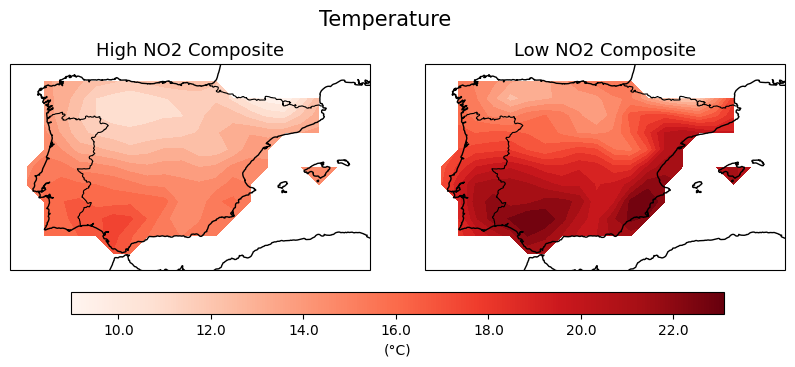 Temperature
High NO2 Composite
Low NO2 Composite
10.0 12.0 14.0 16.0 18.0 20.0 22.0
(°C)